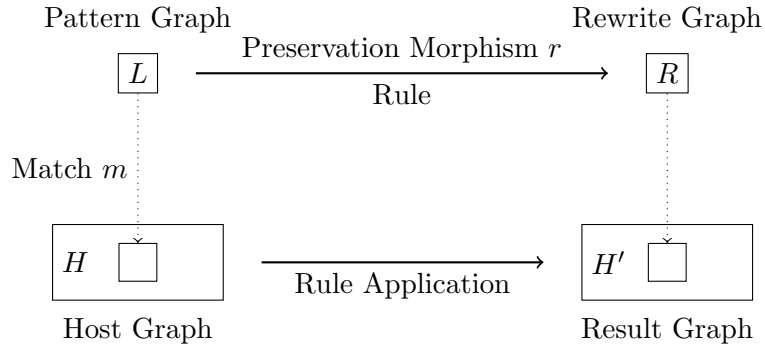 Pattern Graph
Rewrite Graph
Preservation Morphism r
L
R
Rule
Match m
H
H′
Rule Application
Host Graph
Result Graph